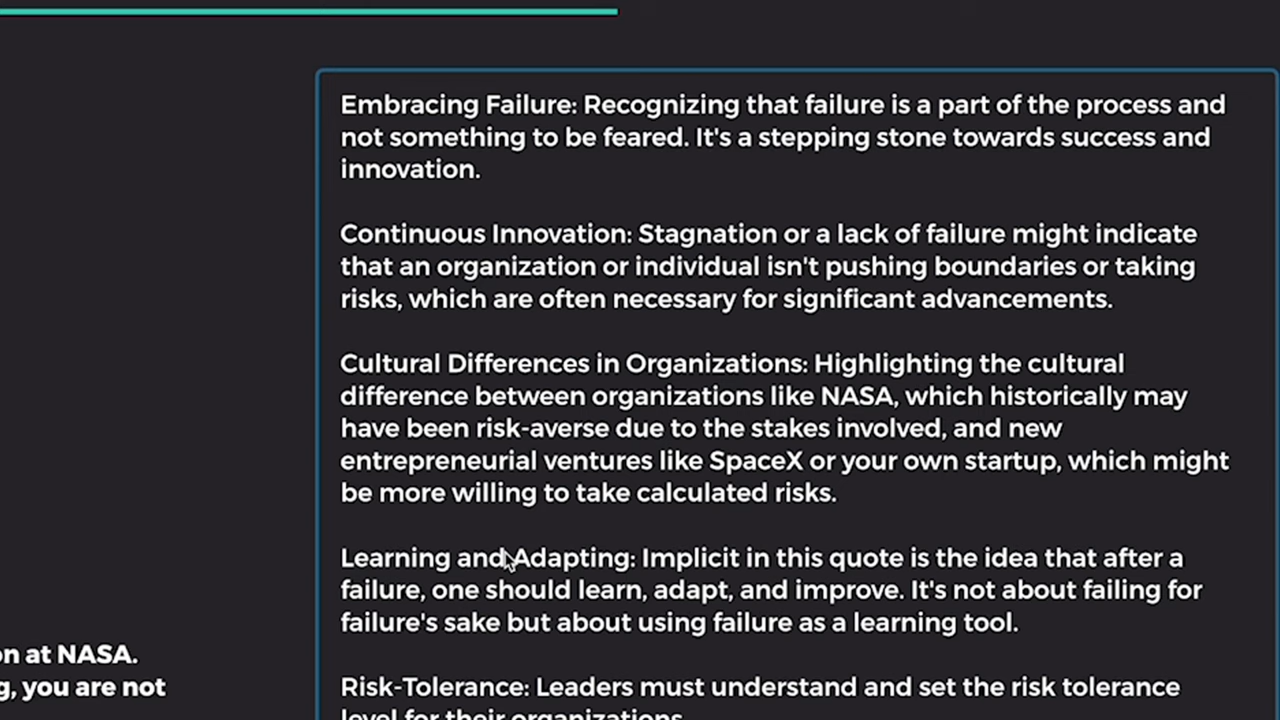 Embracing Failure: Recognizing that failure is a part of the process and
not something to be feared. It's a stepping stone towards success and
innovation.
Continuous Innovation: Stagnation or a lack of failure might indicate
that an organization or individual isn't pushing boundaries or taking
risks, which are often necessary for significant advancements.
Cultural Differences in Organizations: Highlighting the cultural
difference between organizations like NASA, which historically may
have been risk-averse due to the stakes involved, and new
entrepreneurial ventures like SpaceX or your own startup, which might
be more willing to take calculated risks.
Learning and Adapting: Implicit in this quote is the idea that after a
failure, one should learn, adapt, and improve. It's not about failing for
failure's sake but about using failure as a learning tool.
Risk-Tolerance: Leaders must understand and set the risk tolerance
level for their organizations.
on at NASA.
g, you are not